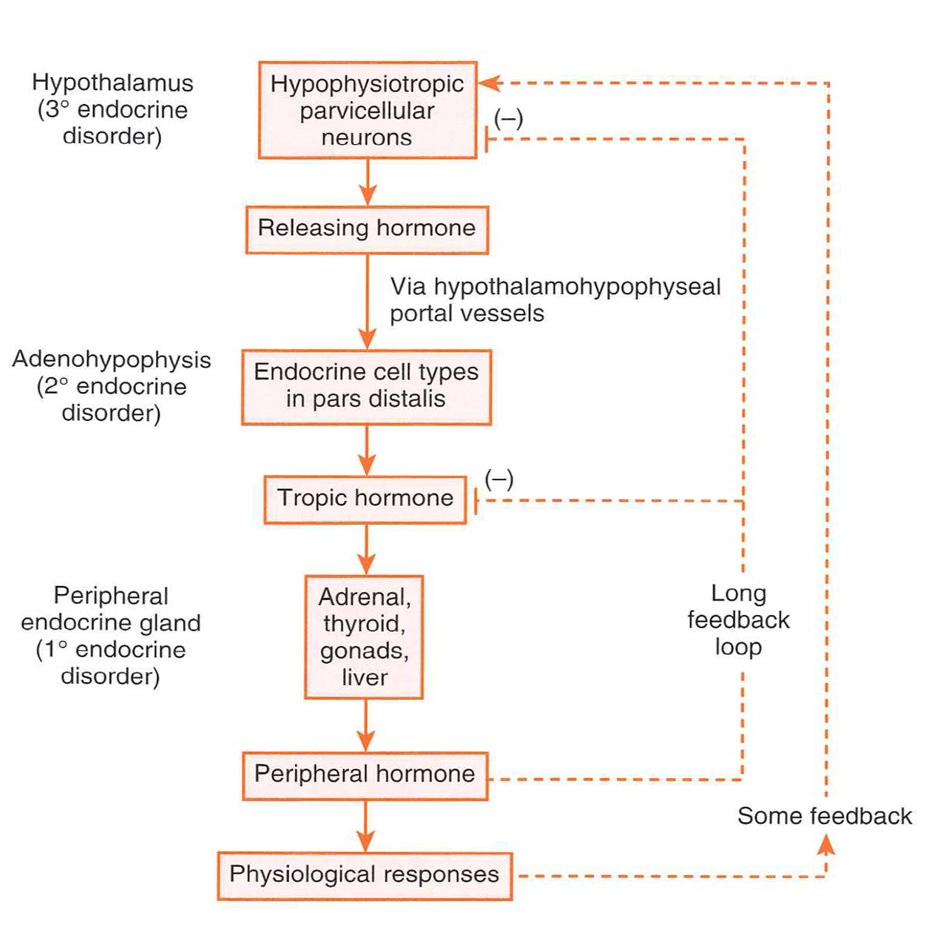 Hypothalamus
(3° endocrine
disorder)
Hypophysiotropic
parvicellular
neurons
(–)
Releasing hormone
Via hypothalamohypophyseal
portal vessels
Adenohypophysis
(2° endocrine
disorder)
Endocrine cell types
in pars distalis
Tropic hormone
(–)
Peripheral
endocrine gland
(1° endocrine
disorder)
Adrenal,
thyroid,
gonads,
liver
Long
feedback
loop
Peripheral hormone
Some feedback
Physiological responses